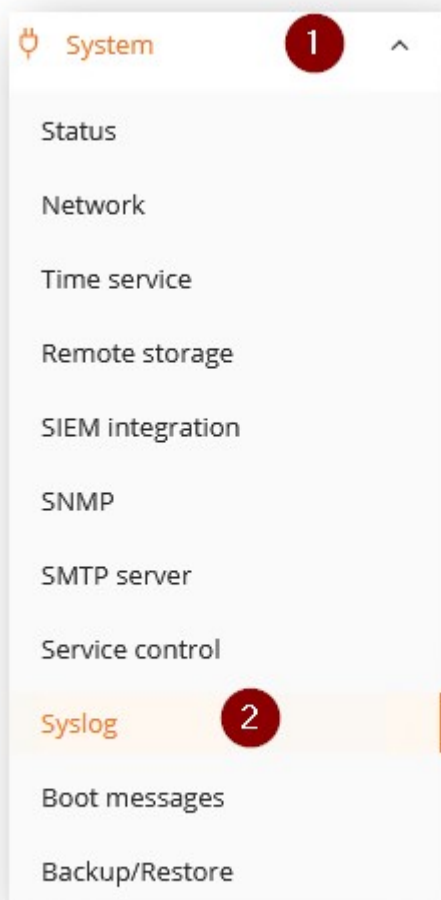 System 1
Status
Network
Time service
Remote storage
SIEM integration
SNMP
SMTP server
Service control
Syslog 2
Boot messages
Backup/Restore